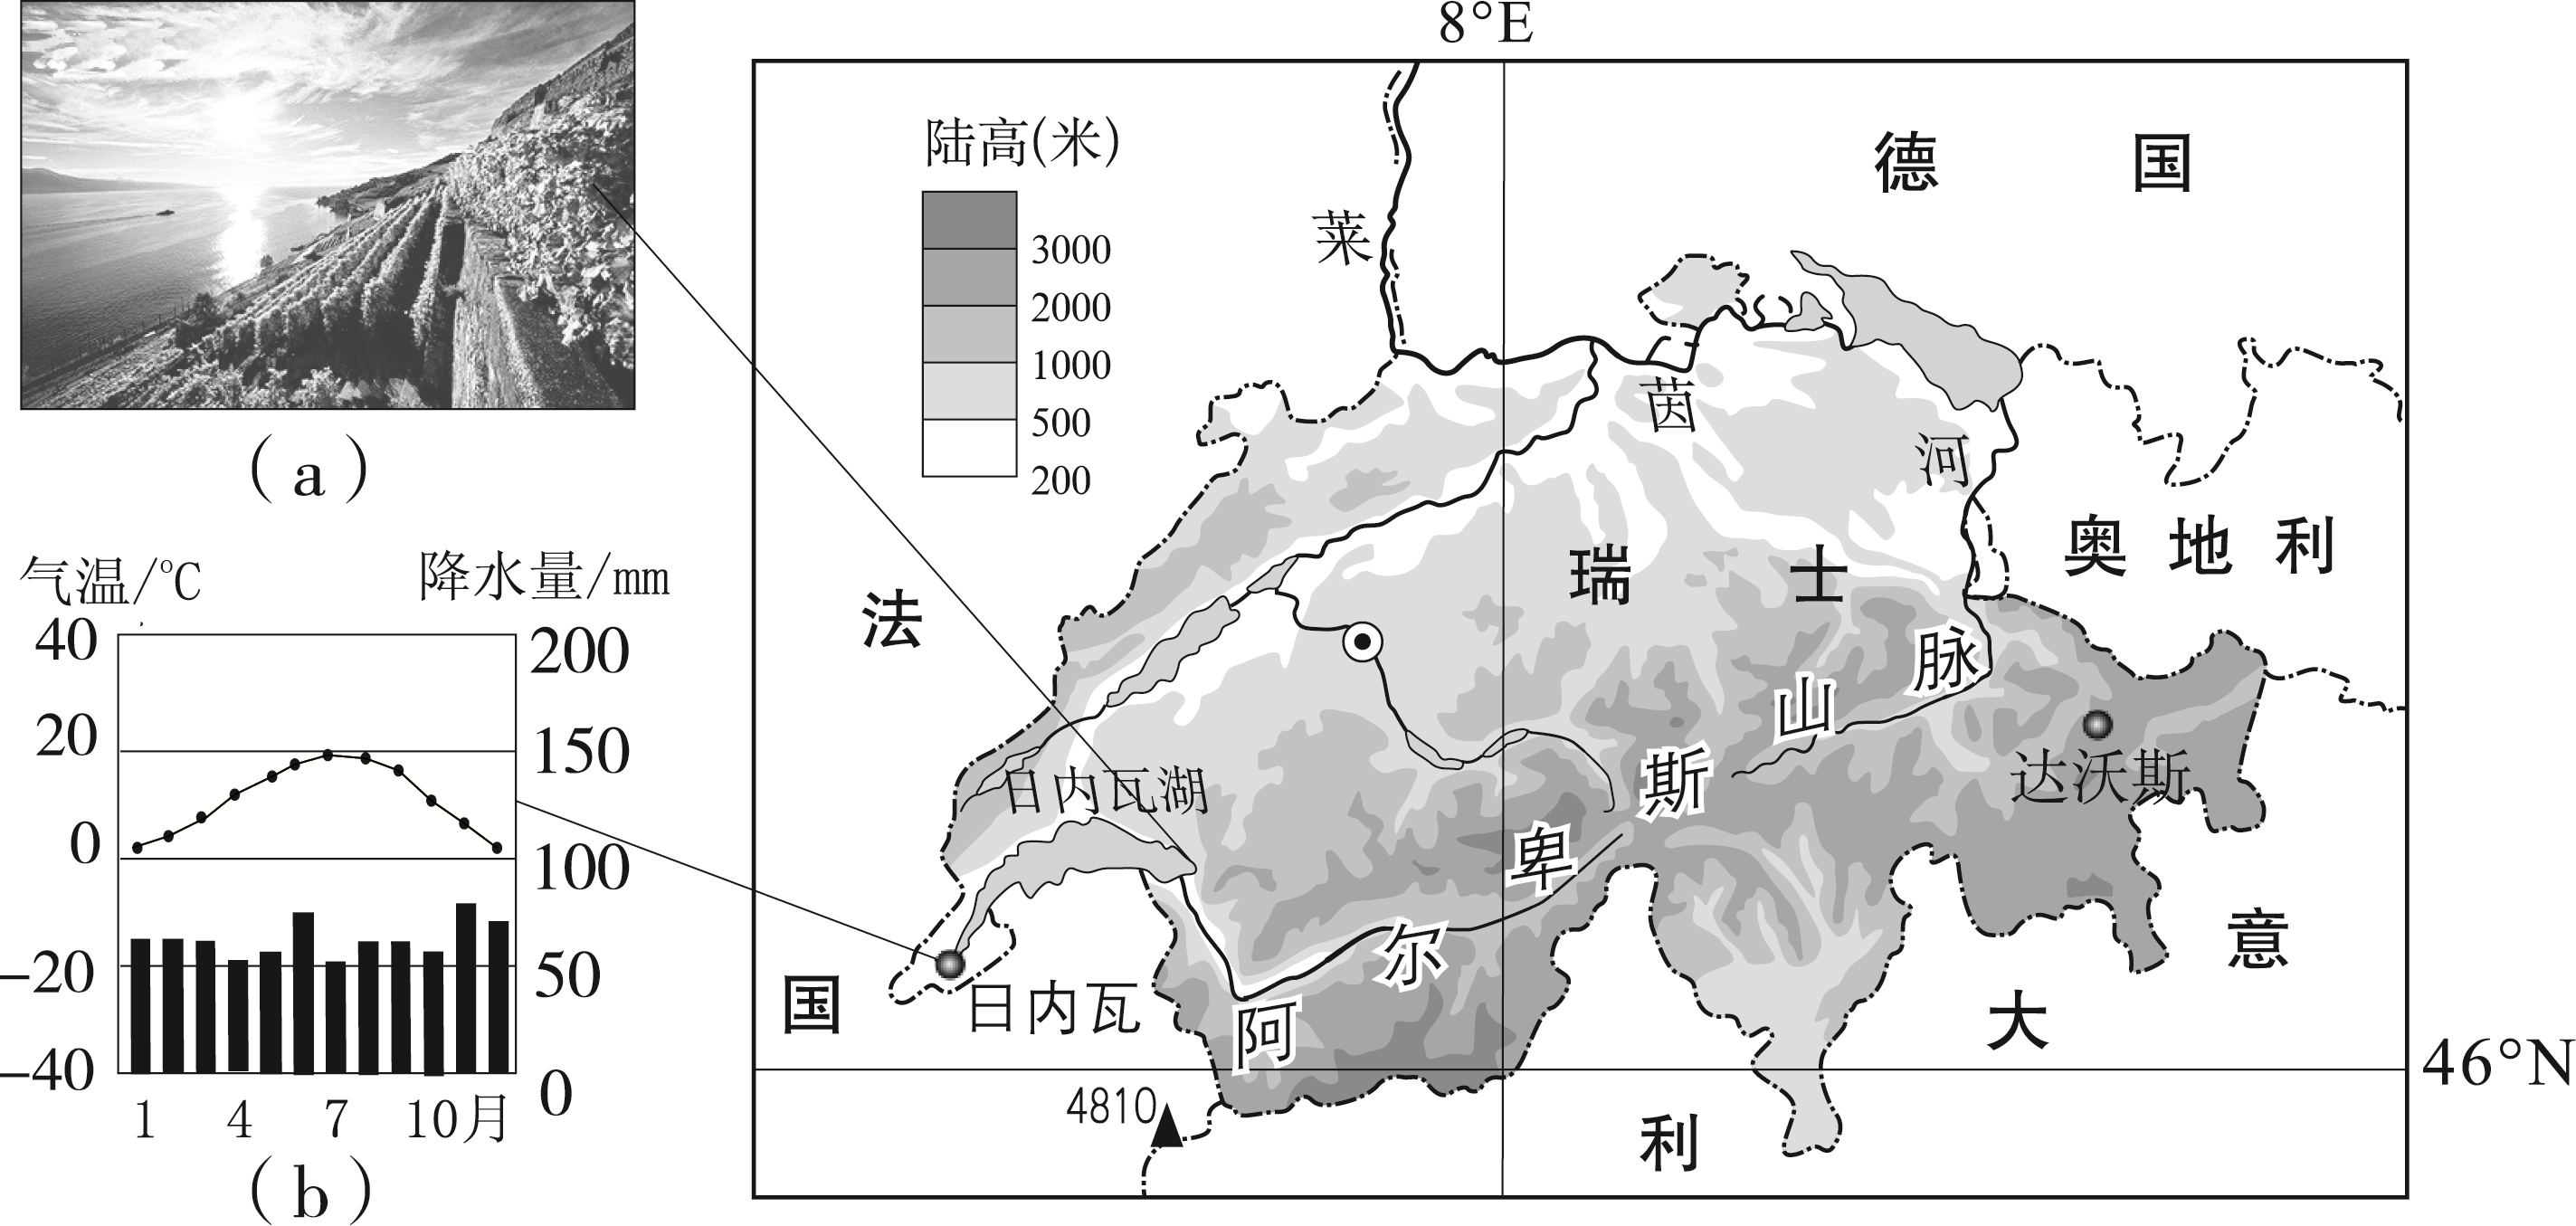 (a)
气温/℃
降水量/mm
40
20
0
−20
−40
200
150
100
50
0
1 4 7 10月
(b)
8°E
46°N
陆高(米)
3000
2000
1000
500
200
莱
茵
河
德 国
奥地利
瑞 士
法
国
阿尔卑斯山脉
达沃斯
日内瓦湖
日内瓦
4810
意
大
利